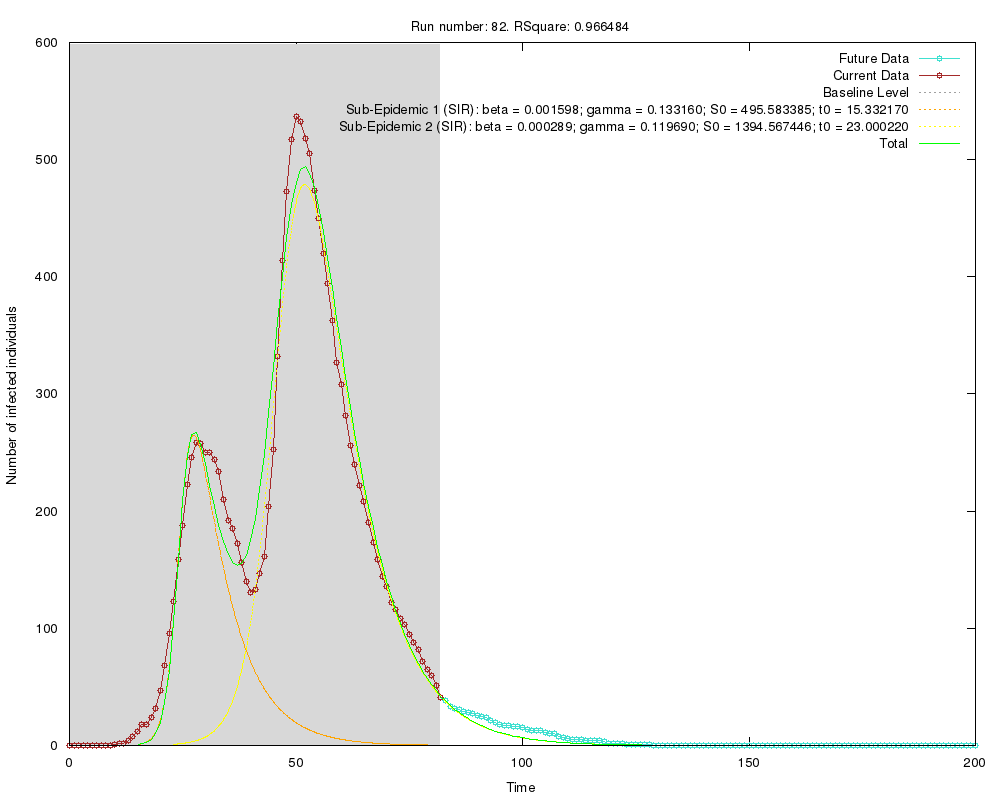 Run number: 82. RSquare: 0.966484
600
500
400
300
200
100
0
Number of infected individuals
Future Data
Current Data
Baseline Level
Sub-Epidemic 1 (SIR): beta = 0.001598; gamma = 0.133160; S0 = 495.583385; t0 = 15.332170
Sub-Epidemic 2 (SIR): beta = 0.000289; gamma = 0.119690; S0 = 1394.567446; t0 = 23.000220
Total
0
50
100
150
200
Time